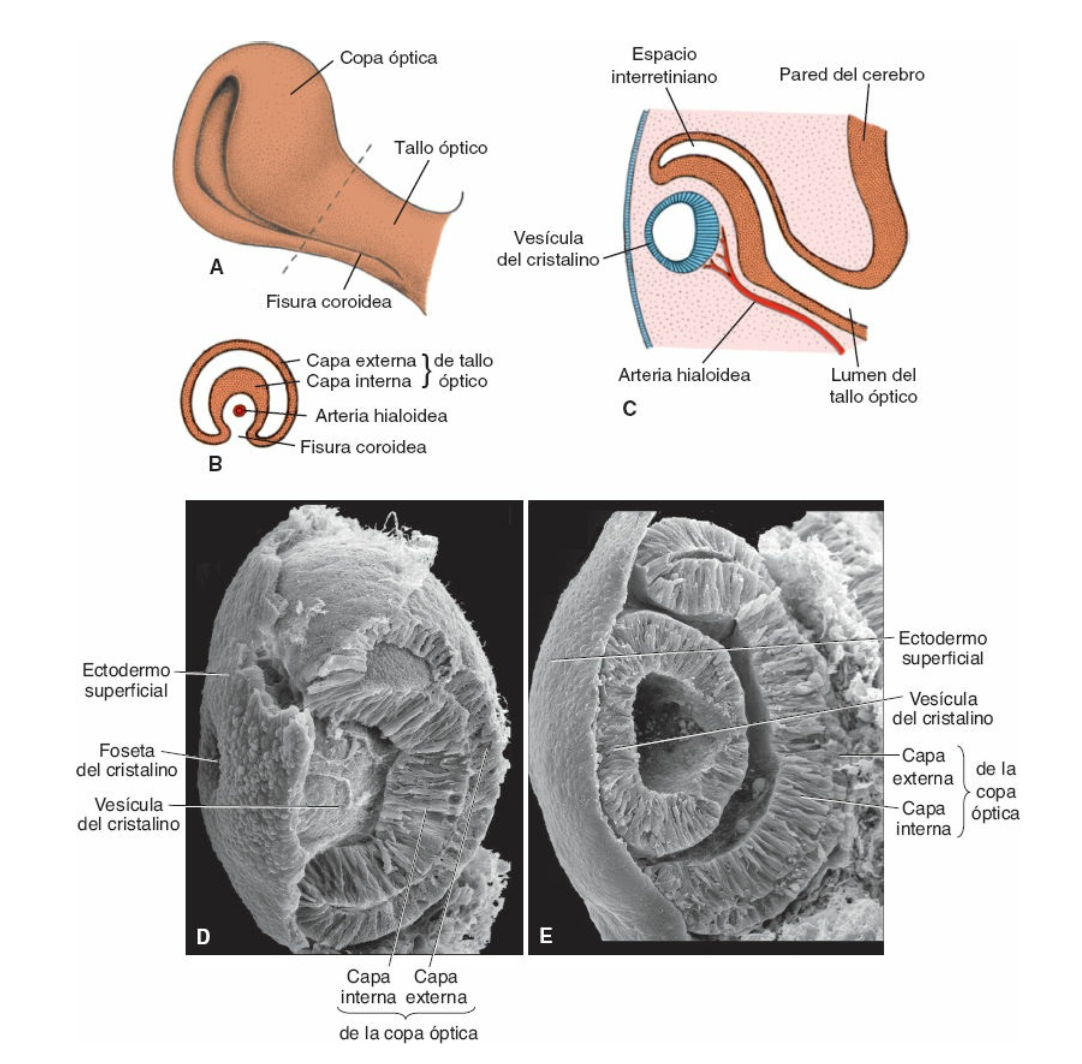 Copa óptica
Tallo óptico
A
Fisura coroidea
Capa externa
Capa interna
de tallo
óptico
Arteria hialoidea
Fisura coroidea
B
Espacio
interretiniano
Pared del cerebro
Vesícula
del cristalino
Arteria hialoidea
Lumen del
tallo óptico
C
Ectodermo
superficial
Foseta
del cristalino
Vesícula
del cristalino
D
Capa
interna
Capa
externa
de la copa óptica
E
Ectodermo
superficial
Vesícula
del cristalino
Capa
externa
Capa
interna
de la
copa
óptica